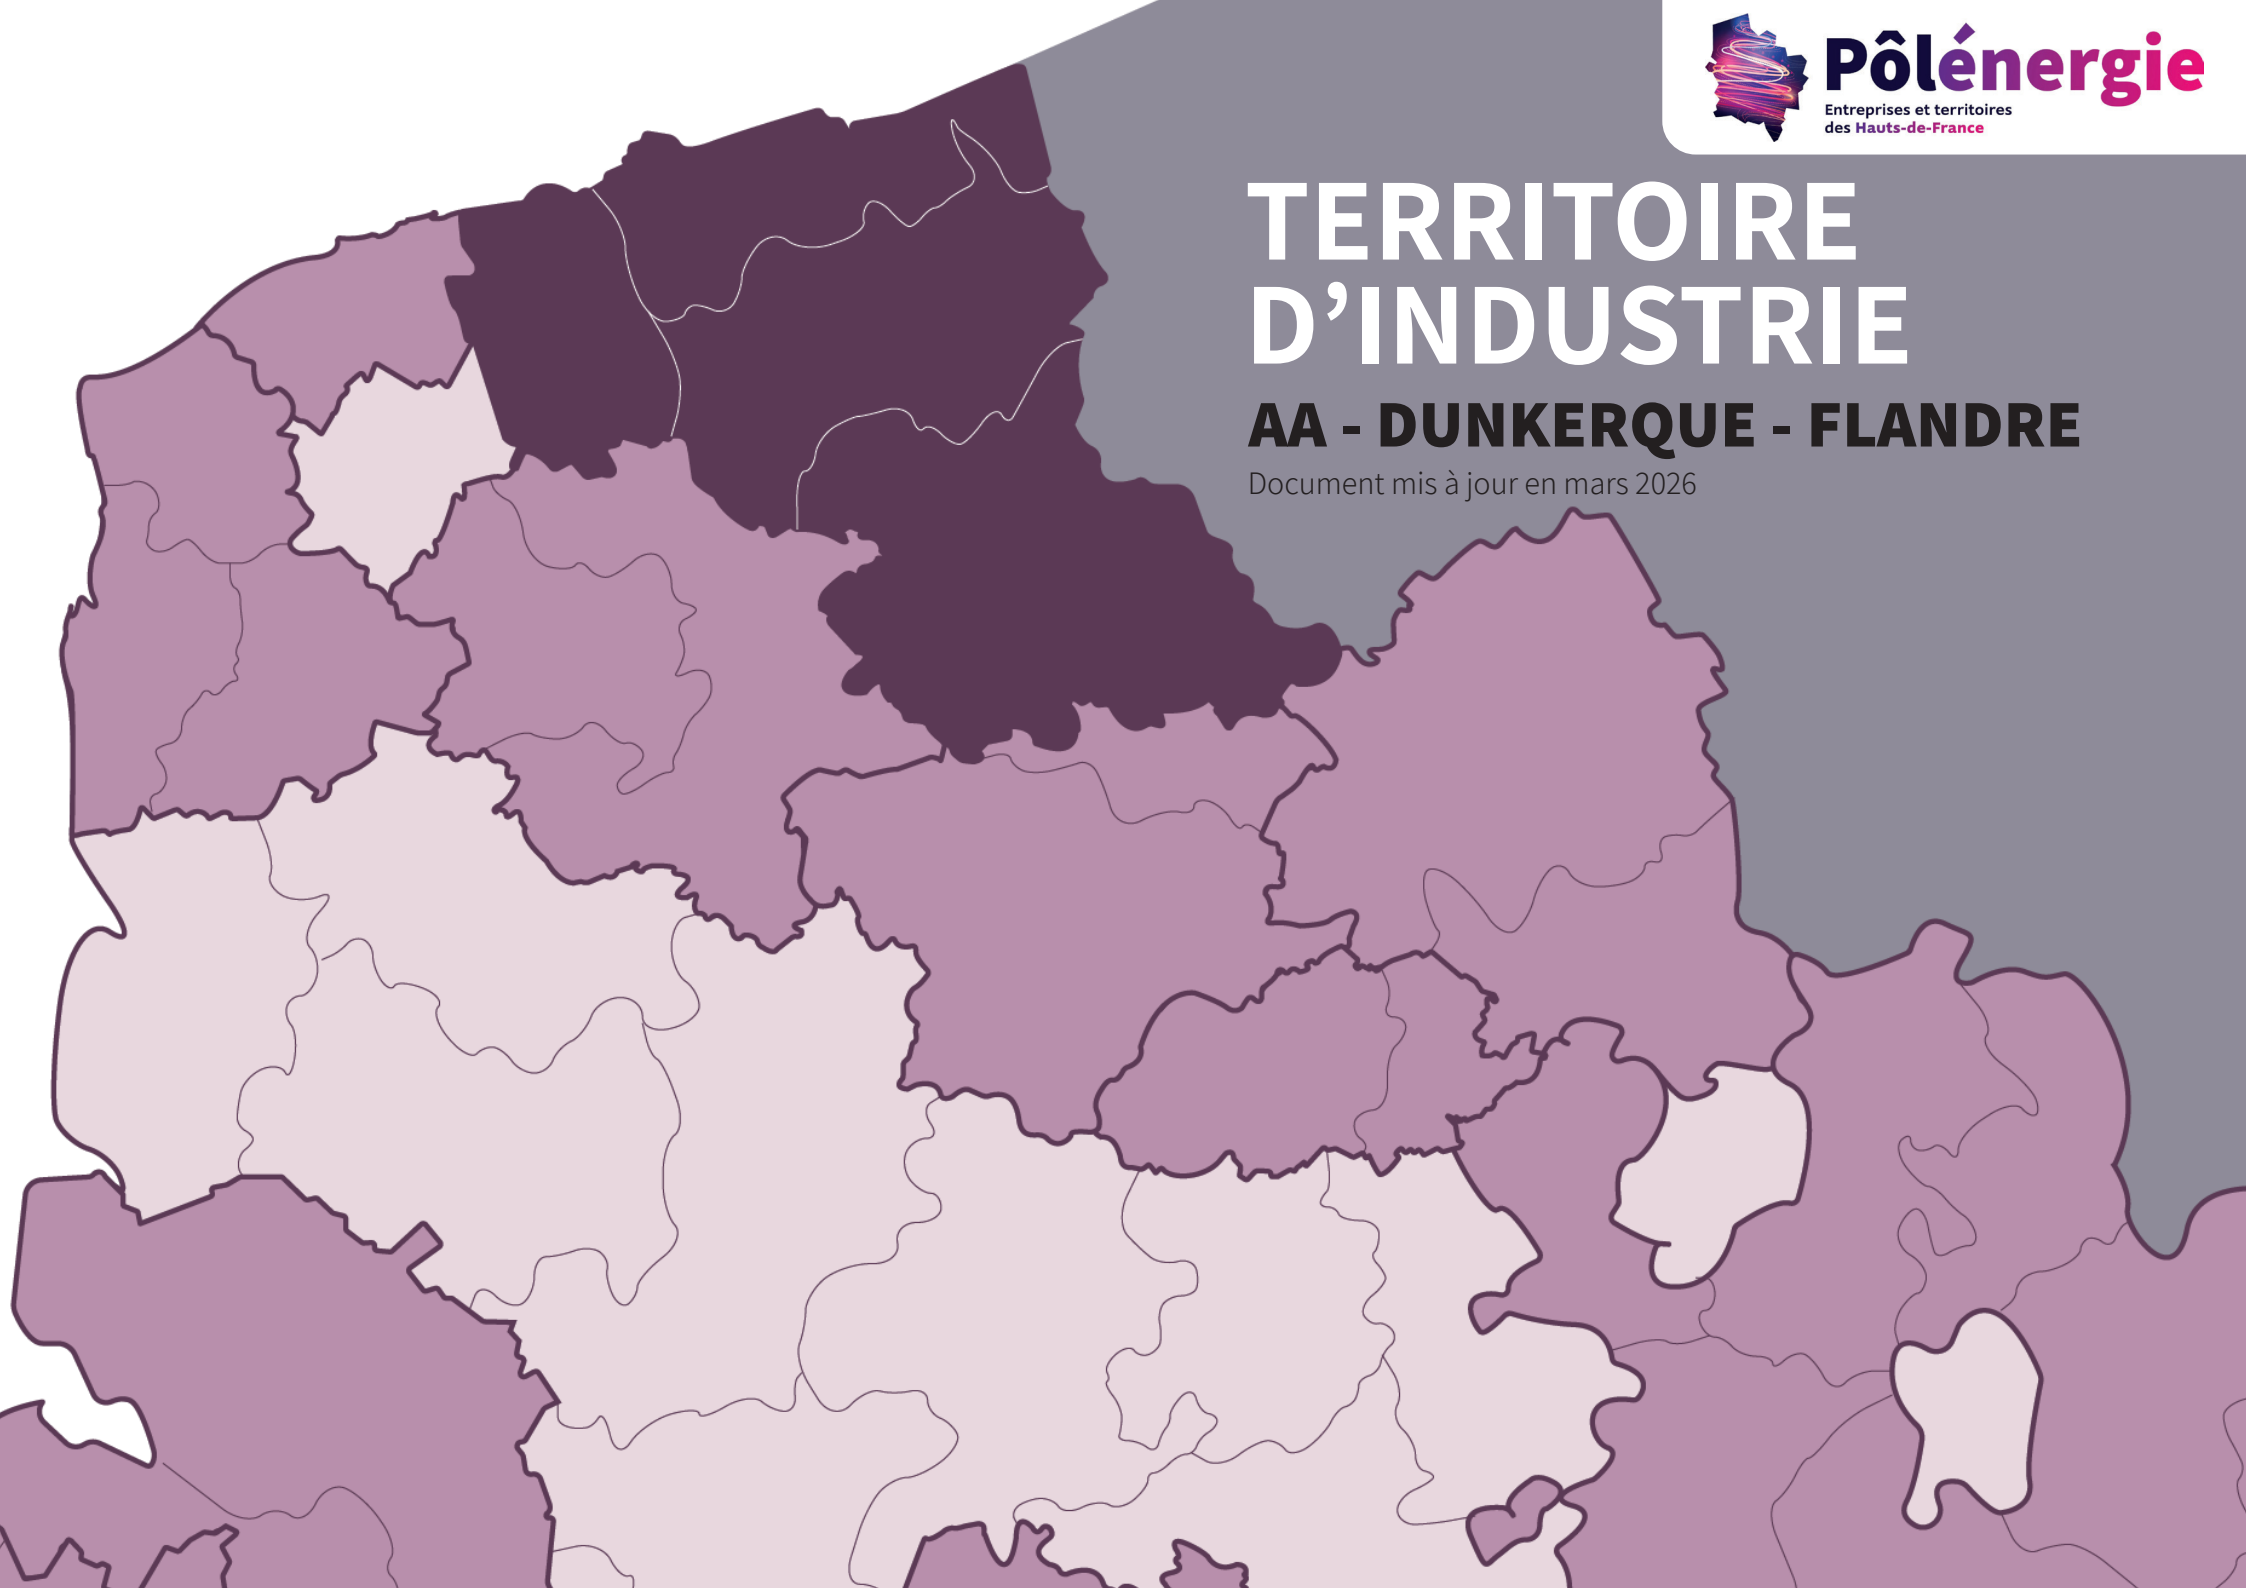 Pôlénergie
Entreprises et territoires
des Hauts-de-France
TERRITOIRE
D’INDUSTRIE
AA - DUNKERQUE - FLANDRE
Document mis à jour en mars 2026